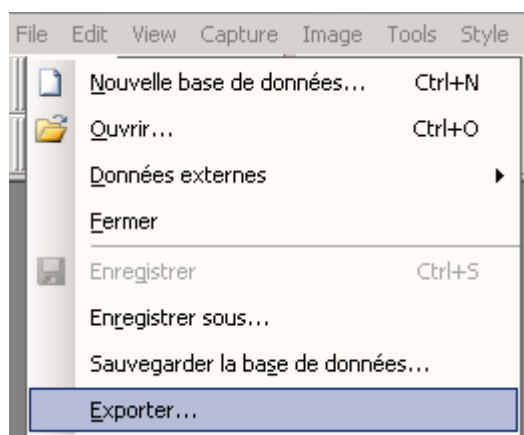 File Edit View Capture Image Tools Style
Nouvelle base de données... Ctrl+N
Ouvrir... Ctrl+O
Données externes
Fermer
Enregistrer Ctrl+S
Enregistrer sous...
Sauvegarder la base de données...
Exporter...